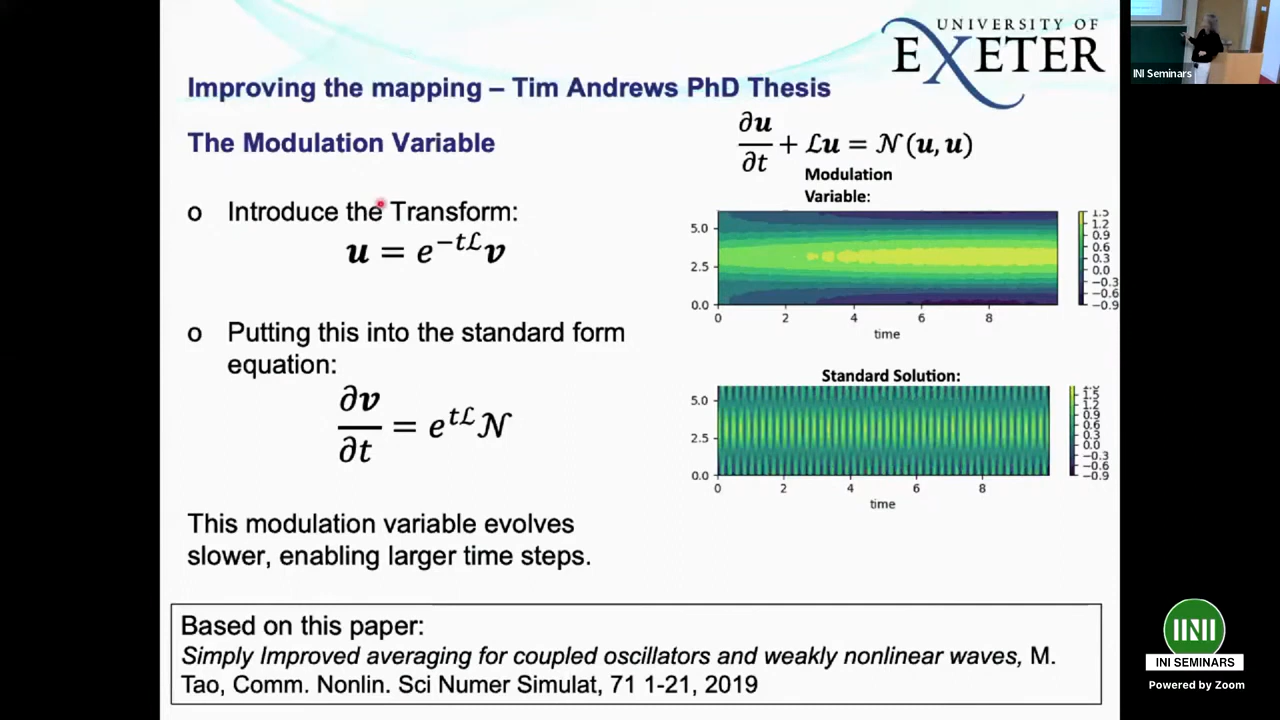 UNIVERSITY OF
EXETER
INI Seminars
Improving the mapping – Tim Andrews PhD Thesis
The Modulation Variable
∂u/∂t + ℒu = 𝒩(u, u)
Modulation
Variable:
o Introduce the Transform:
u = e^{-tℒ}v
5.0
2.5
0.0
0 2 4 6 8
time
1.5
1.2
0.9
0.6
0.3
0.0
−0.3
−0.6
−0.9
o Putting this into the standard form
equation:
∂v/∂t = e^{tℒ}𝒩
Standard Solution:
5.0
2.5
0.0
0 2 4 6 8
time
1.5
1.2
0.9
0.6
0.3
0.0
−0.3
−0.6
−0.9
This modulation variable evolves
slower, enabling larger time steps.
Based on this paper:
Simply Improved averaging for coupled oscillators and weakly nonlinear waves, M.
Tao, Comm. Nonlin. Sci Numer Simulat, 71 1-21, 2019
INI
INI SEMINARS
Powered by Zoom